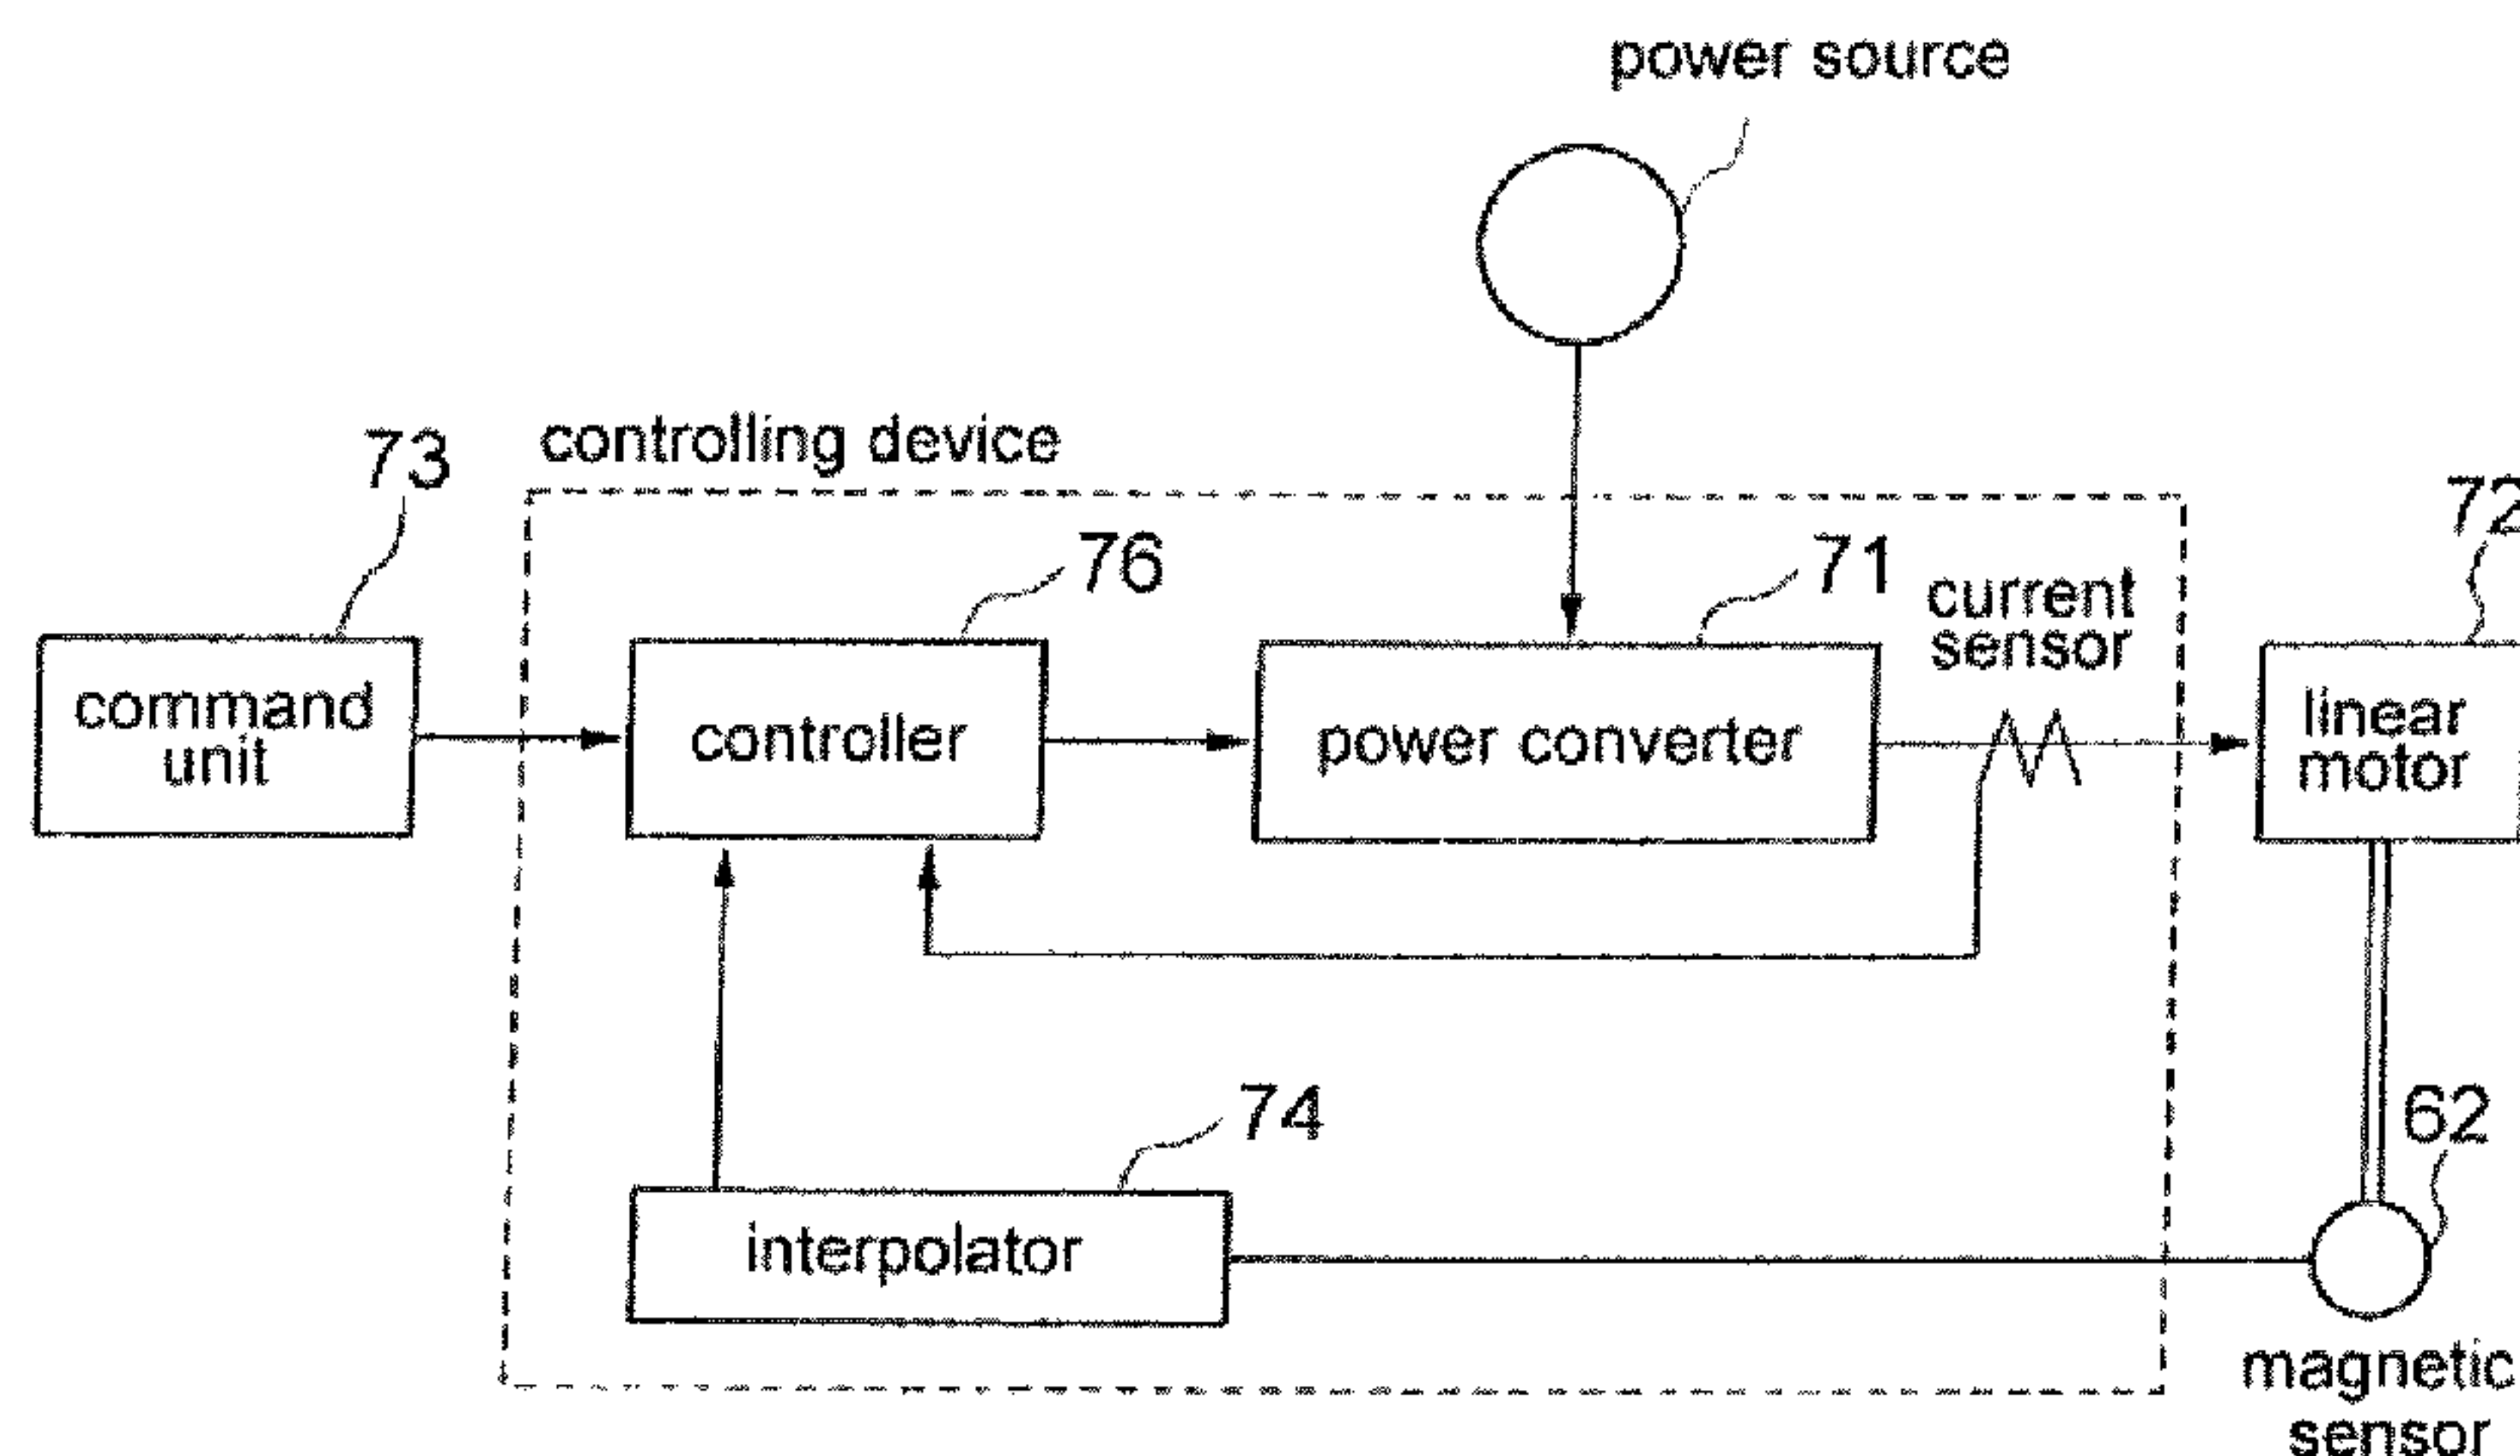 power source
controlling device
73
76
71
72
current
sensor
command
unit
controller
power converter
linear
motor
74
62
interpolator
magnetic
sensor